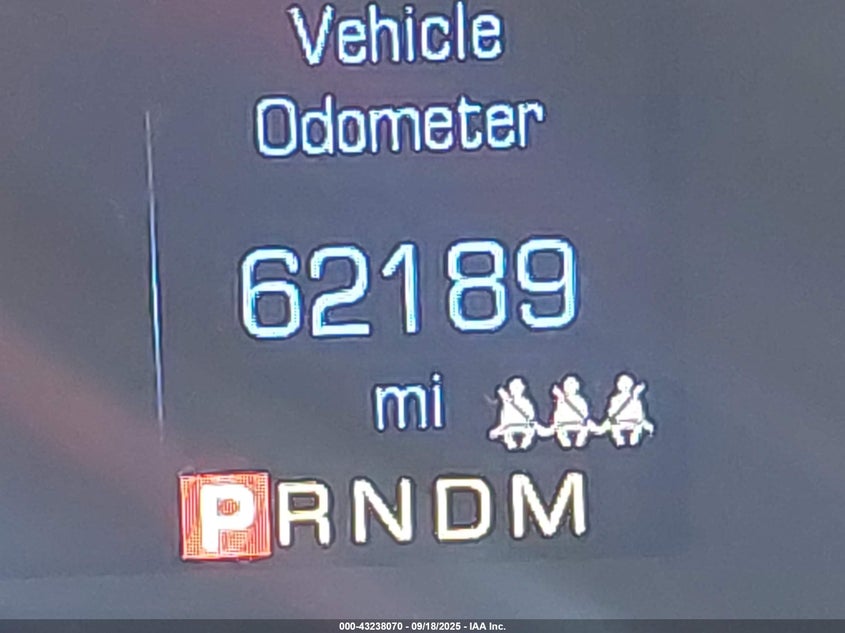 Vehicle
Odometer
62189
mi
PRNDM
000-43238070 - 09/18/2025 - IAA Inc.